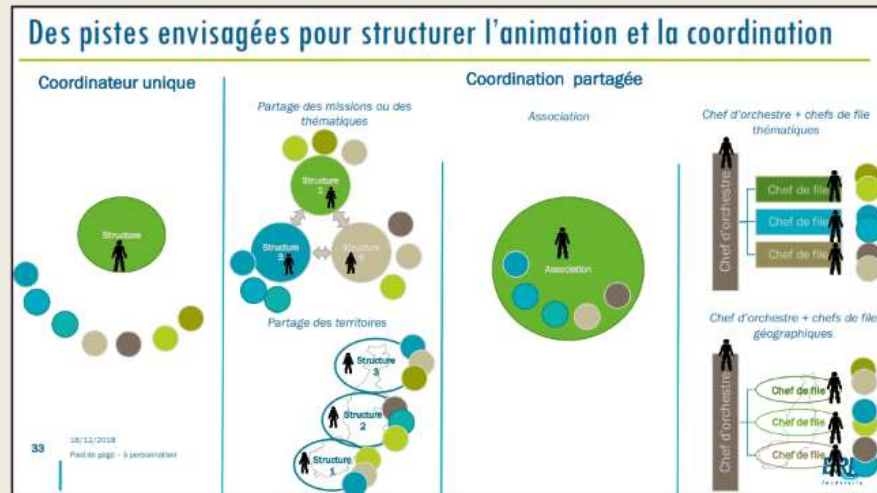 Des pistes envisagées pour structurer l'animation et la coordination
Coordinateur unique
Structure
Coordination partagée
Partage des missions ou des
thématiques
Structure
Structure
Structure
Partage des territoires
Structure
3
Structure
2
Structure
1
Association
Association
Chef d'orchestre + chefs de file
thématiques
Chef d'orchestre
Chef de file
Chef de file
Chef de file
Chef d'orchestre + chefs de file
géographiques
Chef d'orchestre
Chef de file
Chef de file
Chef de file
33
18/12/2018
Pied de page – à personnaliser